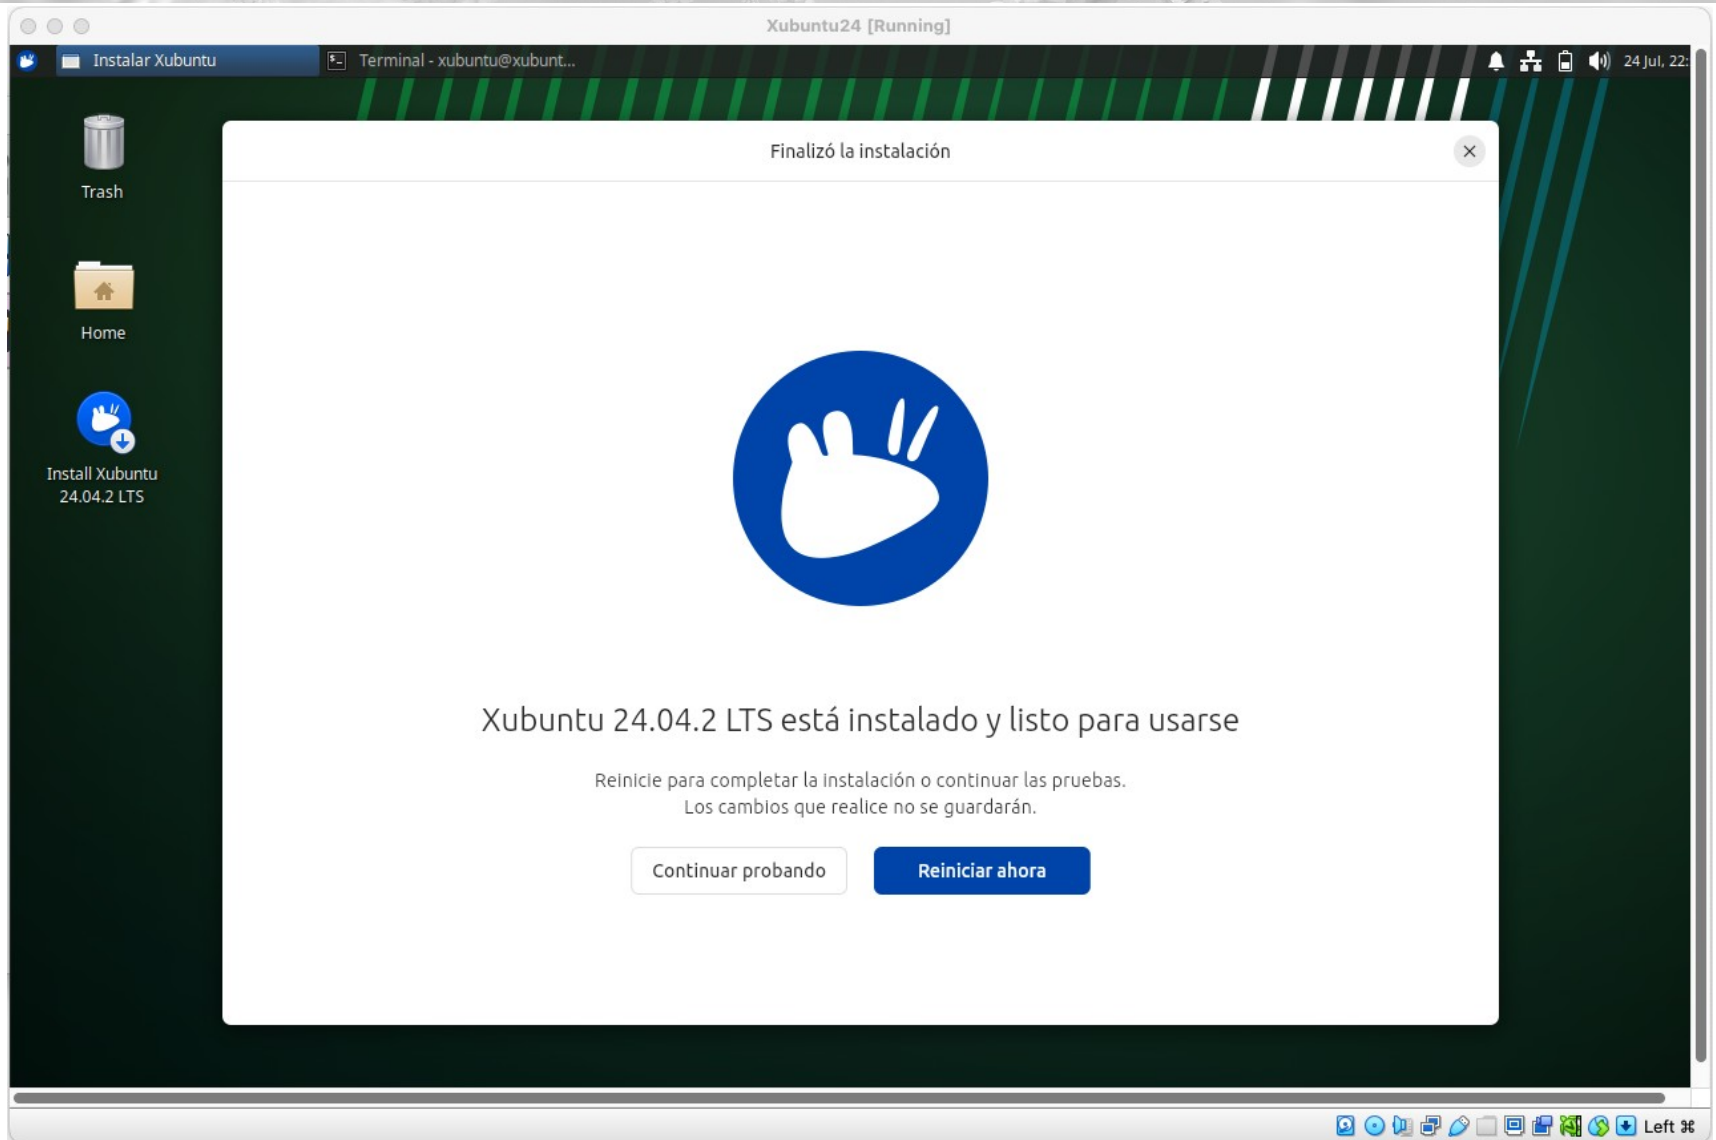 Xubuntu24 [Running]
Instalar Xubuntu
Terminal - xubuntu@xubunt...
24 Jul, 22:
Trash
Home
Install Xubuntu
24.04.2 LTS
Finalizó la instalación
Xubuntu 24.04.2 LTS está instalado y listo para usarse
Reinicie para completar la instalación o continuar las pruebas.
Los cambios que realice no se guardarán.
Continuar probando
Reiniciar ahora
Left ⌘